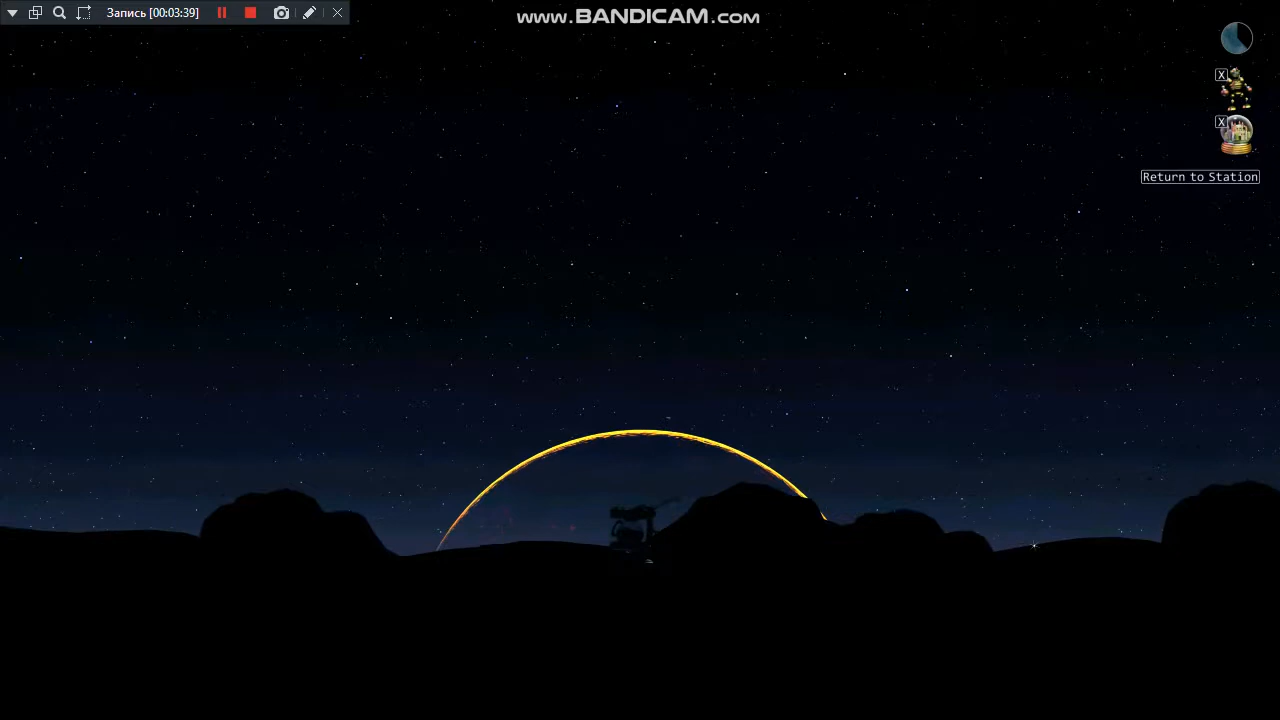 Запись [00:03:39]
www.BANDICAM.com
X
X
Return to Station